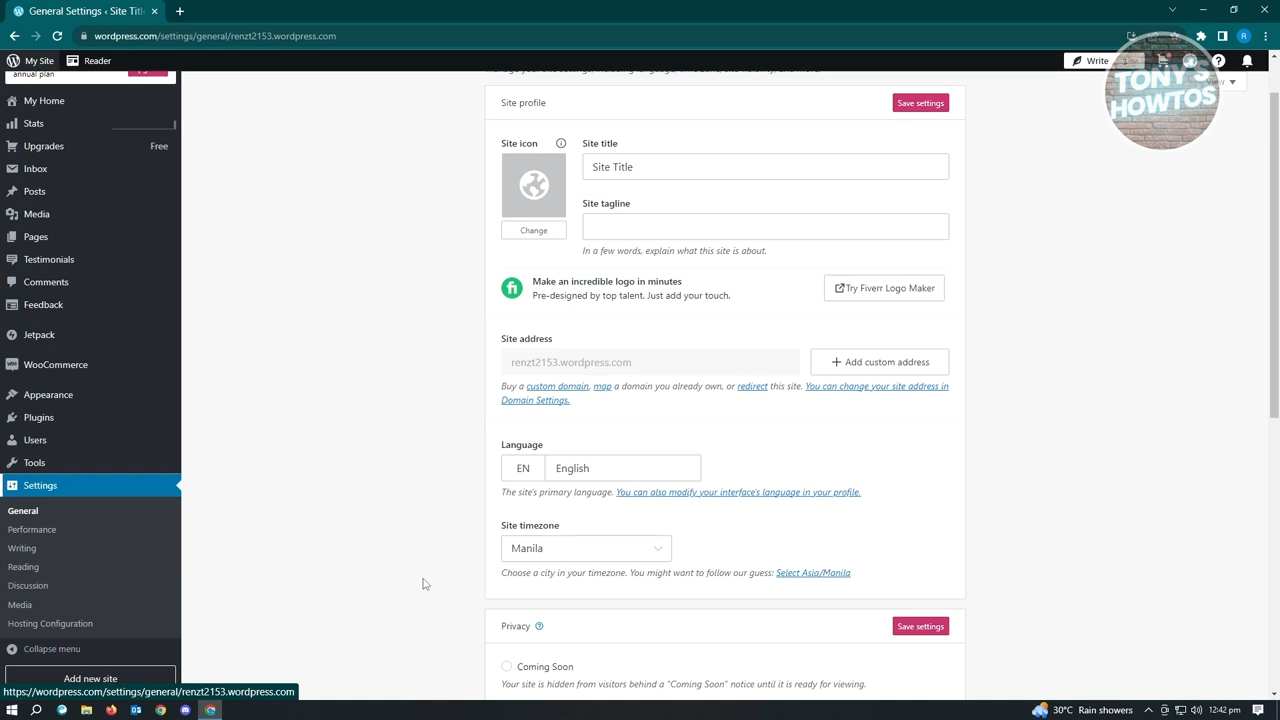 General Settings ‹ Site Title
wordpress.com/settings/general/renzt2153.wordpress.com
My Site
Reader
Write
TONY'S
HOWTOS
View
annual plan
My Home
Stats
Upgrades
Free
Inbox
Posts
Media
Pages
Testimonials
Comments
Feedback
Jetpack
WooCommerce
Appearance
Plugins
Users
Tools
Settings
General
Performance
Writing
Reading
Discussion
Media
Hosting Configuration
Collapse menu
Add new site
https://wordpress.com/settings/general/renzt2153.wordpress.com
Site profile
Save settings
Site icon
Change
Site title
Site Title
Site tagline
In a few words, explain what this site is about.
Make an incredible logo in minutes
Pre-designed by top talent. Just add your touch.
Try Fiverr Logo Maker
Site address
renzt2153.wordpress.com
Add custom address
Buy a custom domain, map a domain you already own, or redirect this site. You can change your site address in
Domain Settings.
Language
EN
English
The site's primary language. You can also modify your interface's language in your profile.
Site timezone
Manila
Choose a city in your timezone. You might want to follow our guess: Select Asia/Manila
Privacy
Save settings
Coming Soon
Your site is hidden from visitors behind a "Coming Soon" notice until it is ready for viewing.
30°C Rain showers
12:42 pm